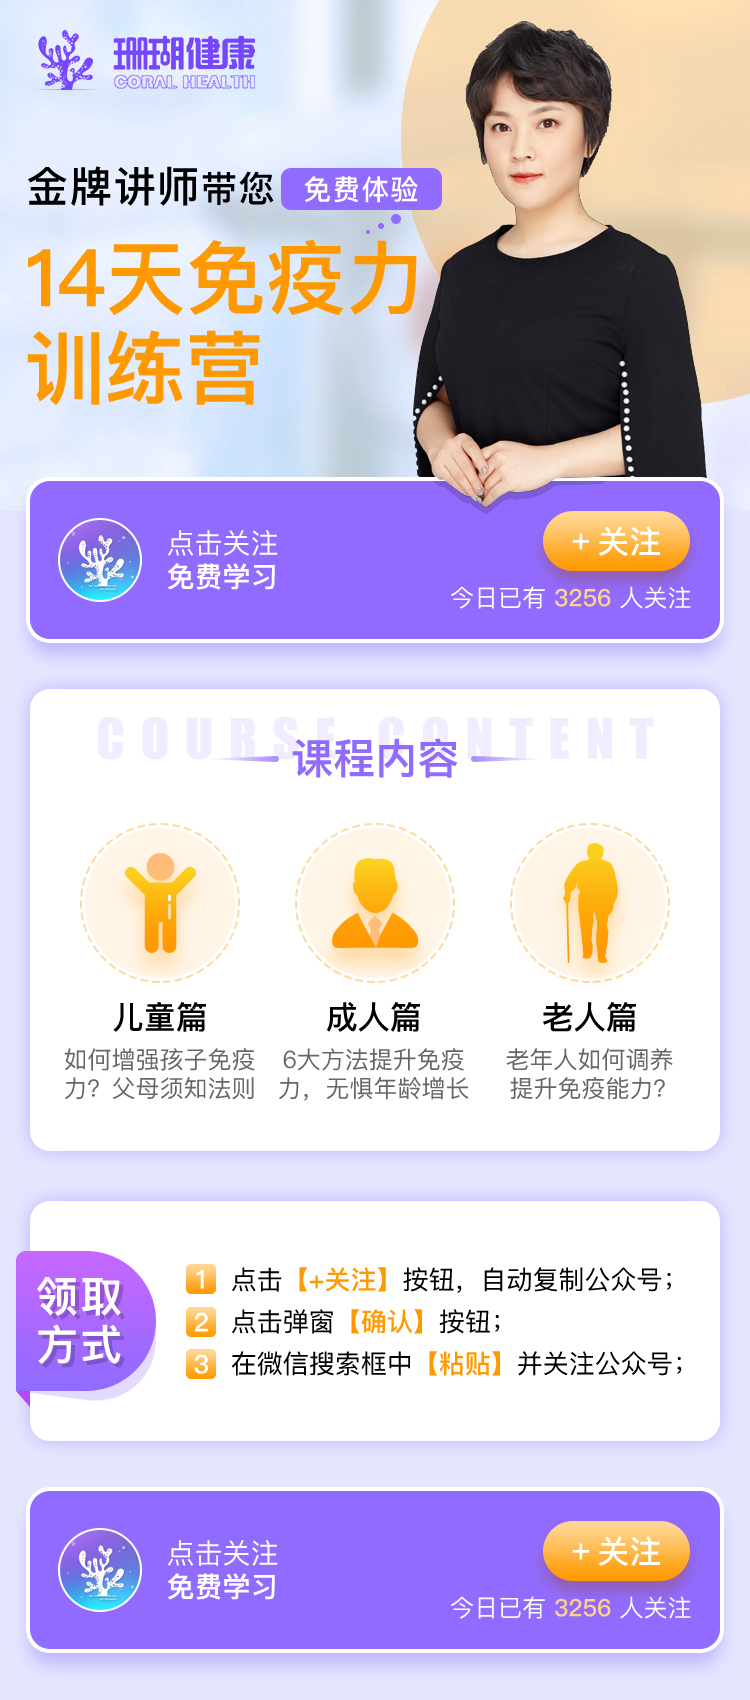 珊瑚健康
CORAL HEALTH
金牌讲师带您 免费体验
14天免疫力
训练营
点击关注
免费学习
+ 关注
今日已有 3256 人关注
COURSE CONTENT
课程内容
儿童篇
如何增强孩子免疫
力？父母须知法则
成人篇
6大方法提升免疫
力，无惧年龄增长
老人篇
老年人如何调养
提升免疫能力？
领取
方式
1 点击【+关注】按钮，自动复制公众号；
2 点击弹窗【确认】按钮；
3 在微信搜索框中【粘贴】并关注公众号；
点击关注
免费学习
+ 关注
今日已有 3256 人关注